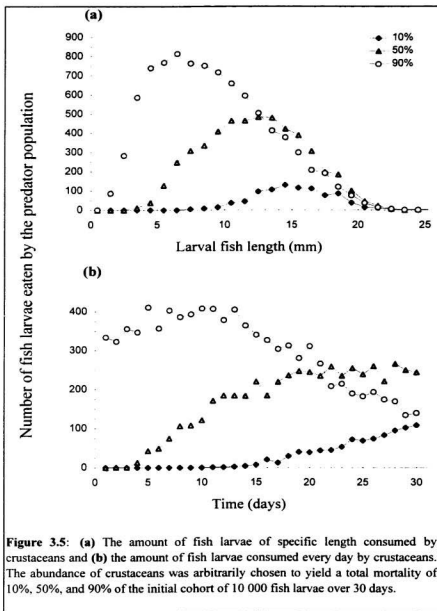 (a)
900
800
700
600
500
400
300
200
100
0
10%
50%
90%
0 5 10 15 20 25
Larval fish length (mm)
Number of fish larvae eaten by the predator population
(b)
400
300
200
100
0
0 5 10 15 20 25 30
Time (days)
Figure 3.5: (a) The amount of fish larvae of specific length consumed by
crustaceans and (b) the amount of fish larvae consumed every day by crustaceans.
The abundance of crustaceans was arbitrarily chosen to yield a total mortality of
10%, 50%, and 90% of the initial cohort of 10 000 fish larvae over 30 days.